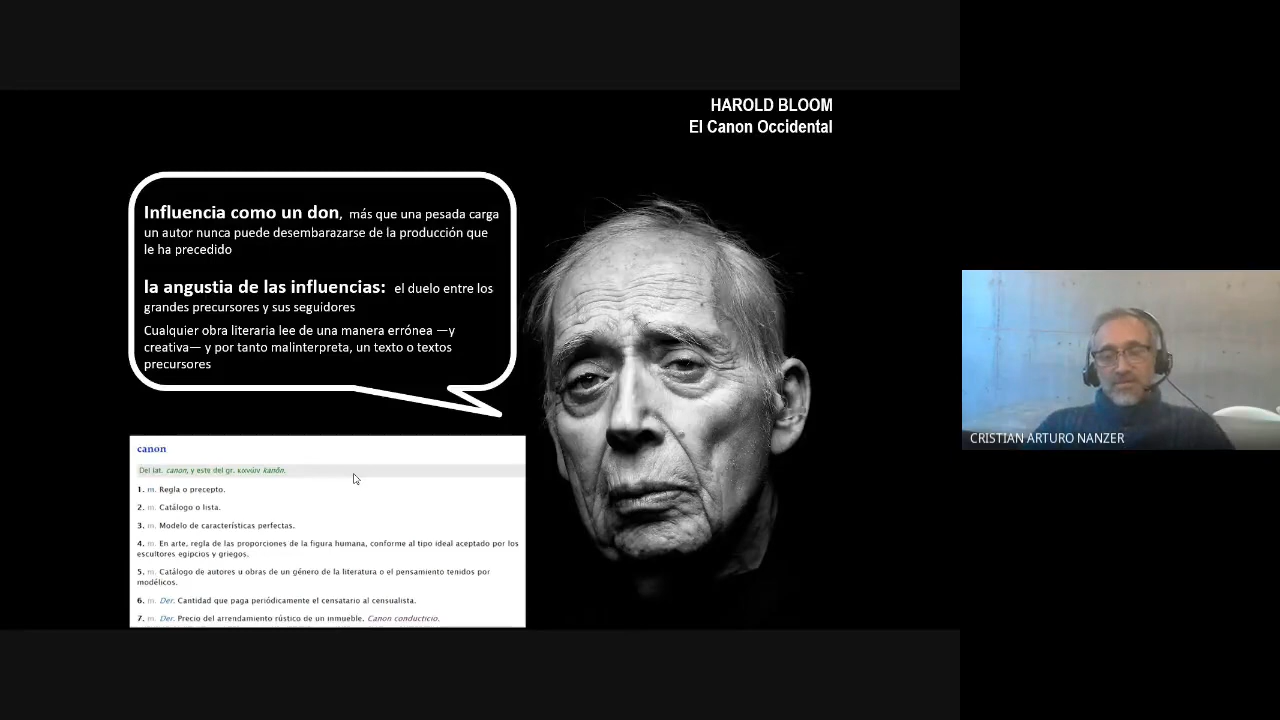 HAROLD BLOOM
El Canon Occidental
Influencia como un don, más que una pesada carga
un autor nunca puede desembarazarse de la producción que
le ha precedido
la angustia de las influencias: el duelo entre los
grandes precursores y sus seguidores
Cualquier obra literaria lee de una manera errónea —y
creativa— y por tanto malinterpreta, un texto o textos
precursores
canon
Del lat. canon, y este del gr. κανών kanṓn.
1. m. Regla o precepto.
2. m. Catálogo o lista.
3. m. Modelo de características perfectas.
4. m. En arte, regla de las proporciones de la figura humana, conforme al tipo ideal aceptado por los
escultores egipcios y griegos.
5. m. Catálogo de autores u obras de un género de la literatura o el pensamiento tenidos por
modélicos.
6. m. Der. Cantidad que paga periódicamente el censatario al censualista.
7. m. Der. Precio del arrendamiento rústico de un inmueble. Canon conducticio.
CRISTIAN ARTURO NANZER